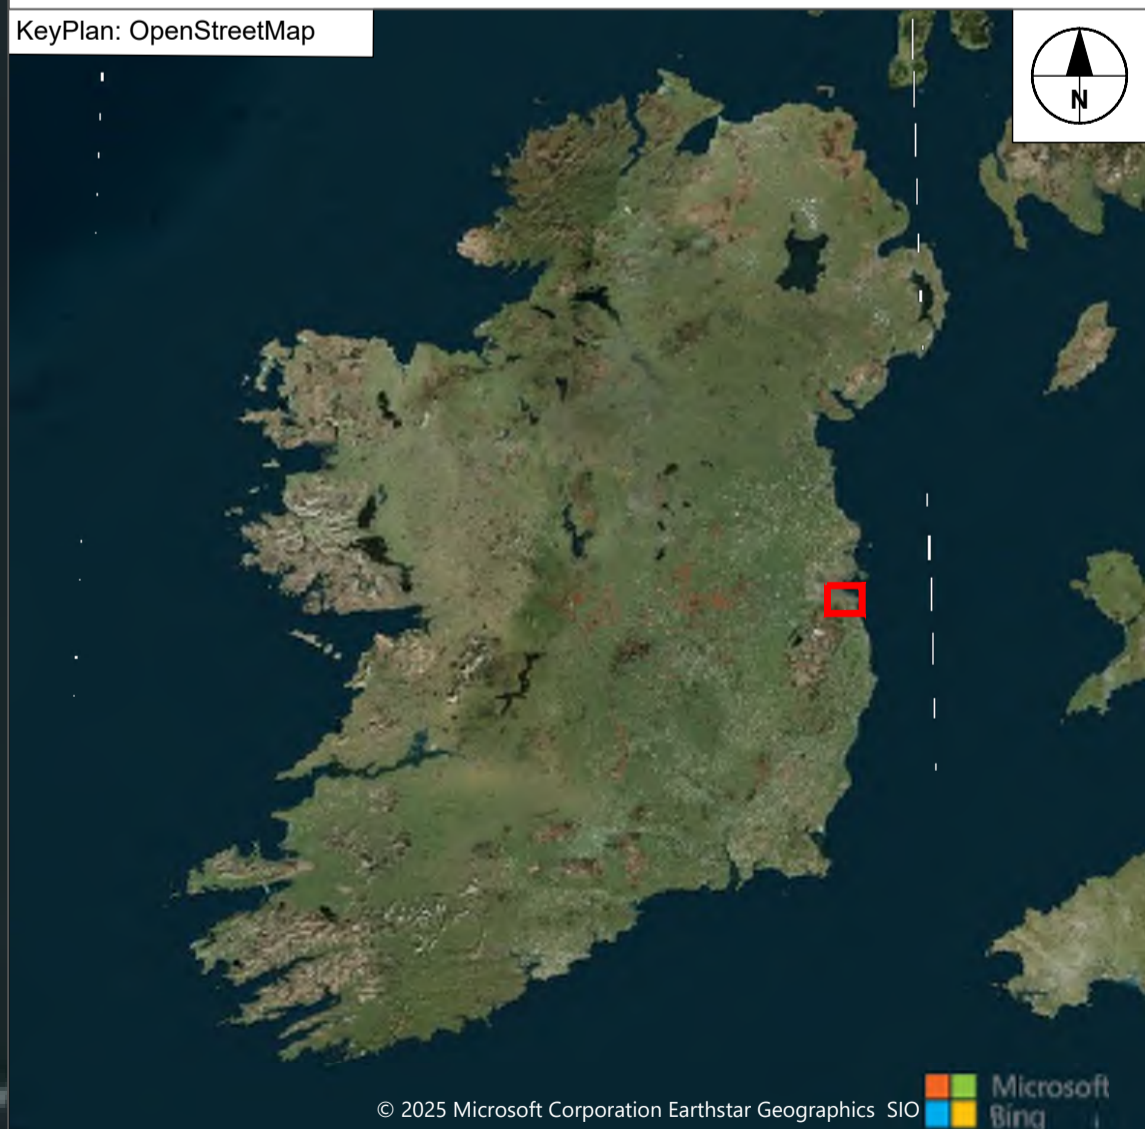 KeyPlan: OpenStreetMap
N
© 2025 Microsoft Corporation Earthstar Geographics SIO
Microsoft
Bing